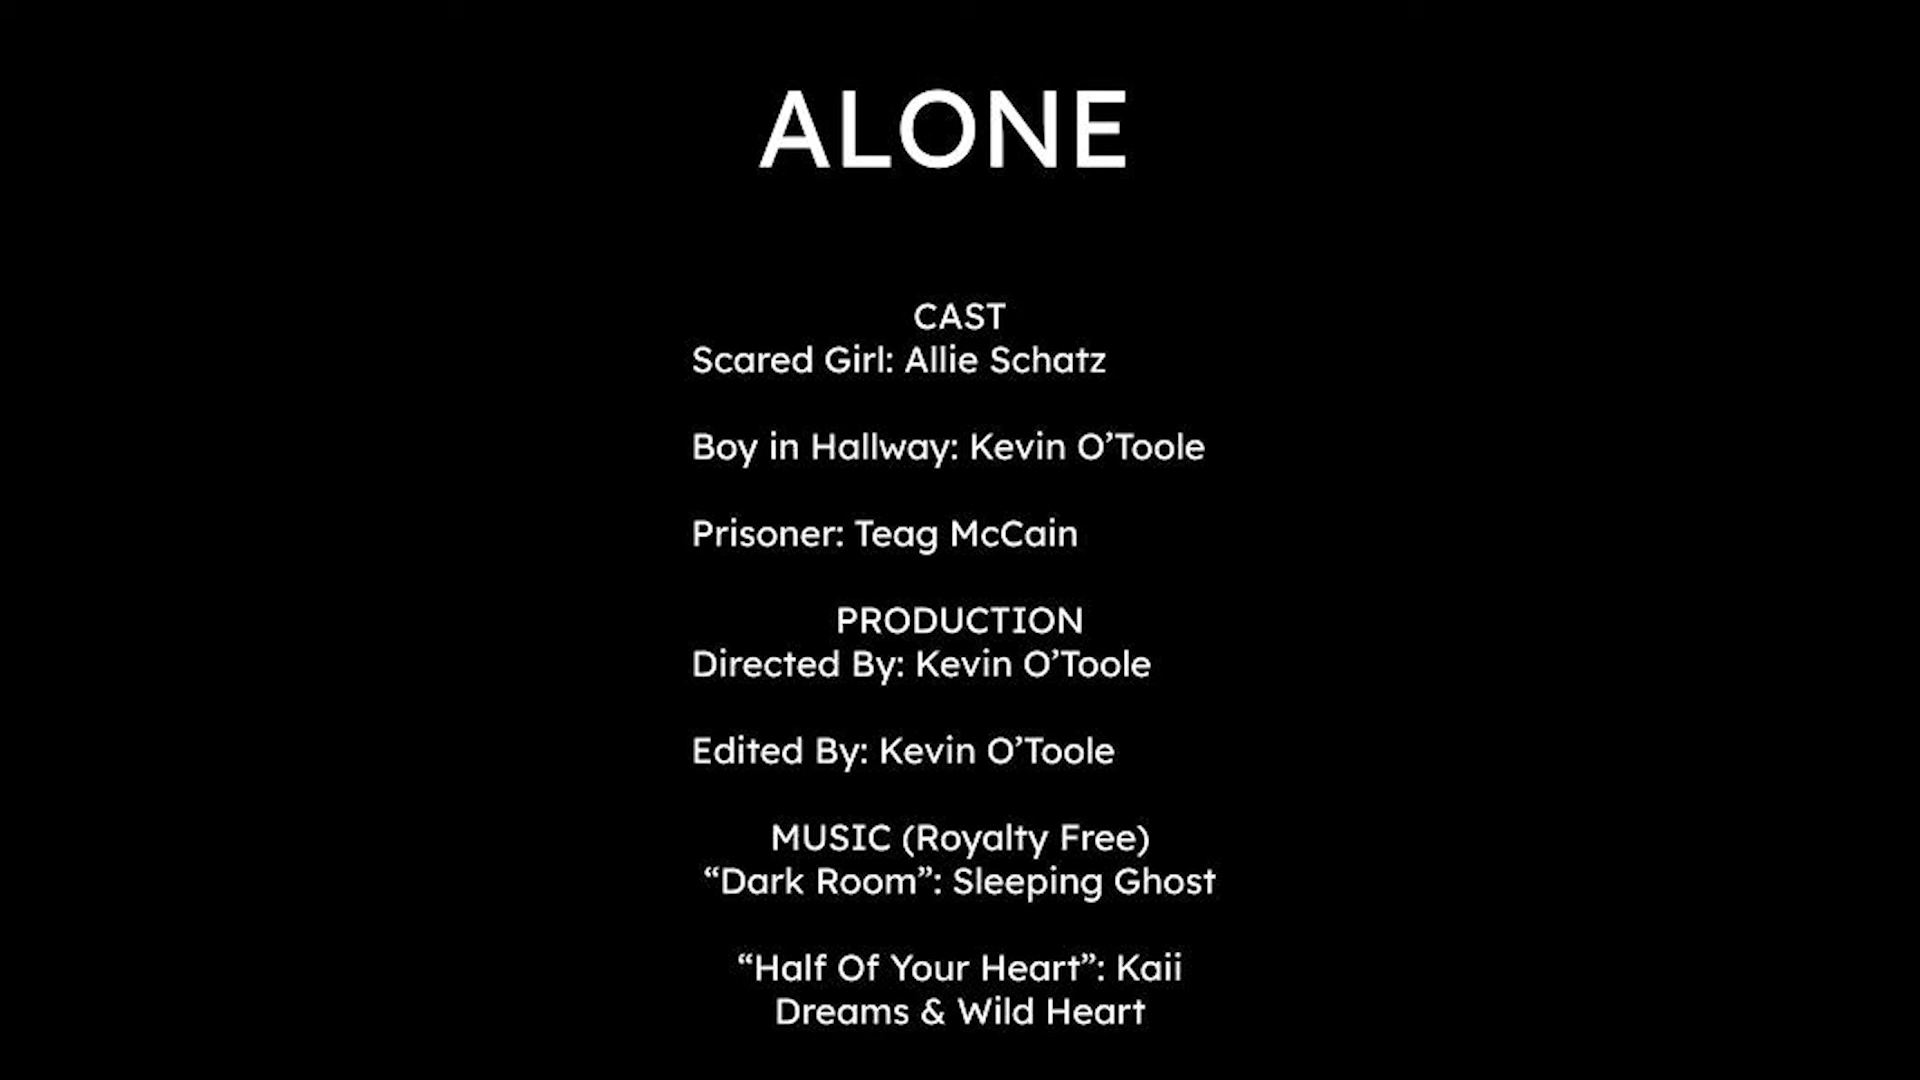 ALONE
CAST
Scared Girl: Allie Schatz
Boy in Hallway: Kevin O’Toole
Prisoner: Teag McCain
PRODUCTION
Directed By: Kevin O’Toole
Edited By: Kevin O’Toole
MUSIC (Royalty Free)
“Dark Room”: Sleeping Ghost
“Half Of Your Heart”: Kaii
Dreams & Wild Heart